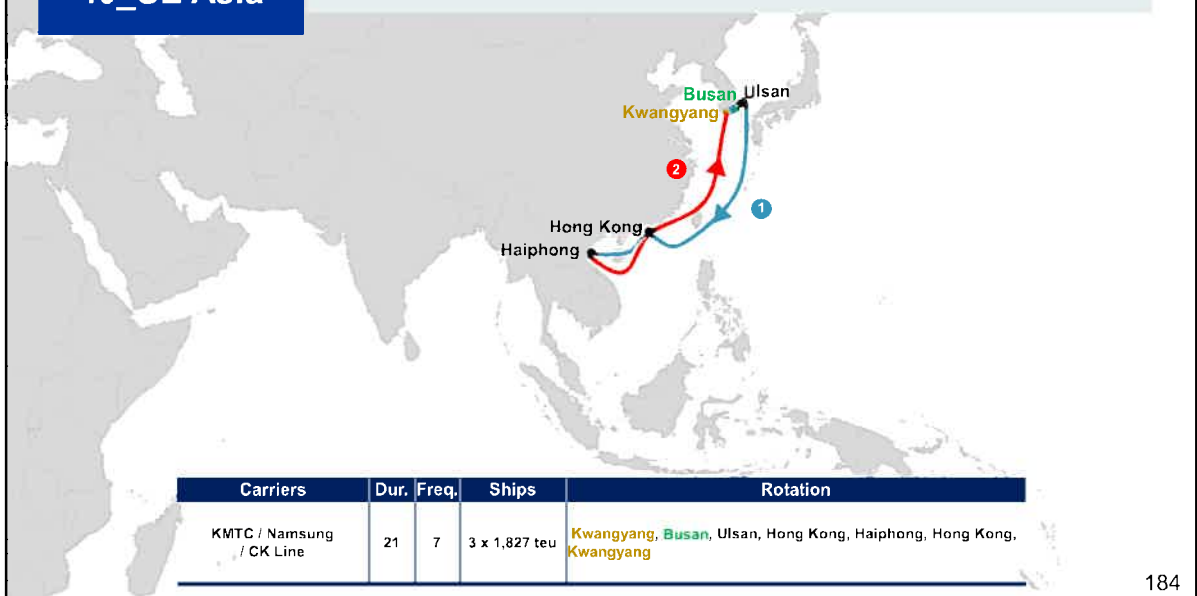 Busan Ulsan
Kwangyang
2
1
Hong Kong
Haiphong
Carriers Dur. Freq. Ships Rotation
KMTC / Namsung
/ CK Line
21 7 3 x 1,827 teu
Kwangyang, Busan, Ulsan, Hong Kong, Haiphong, Hong Kong,
Kwangyang
184